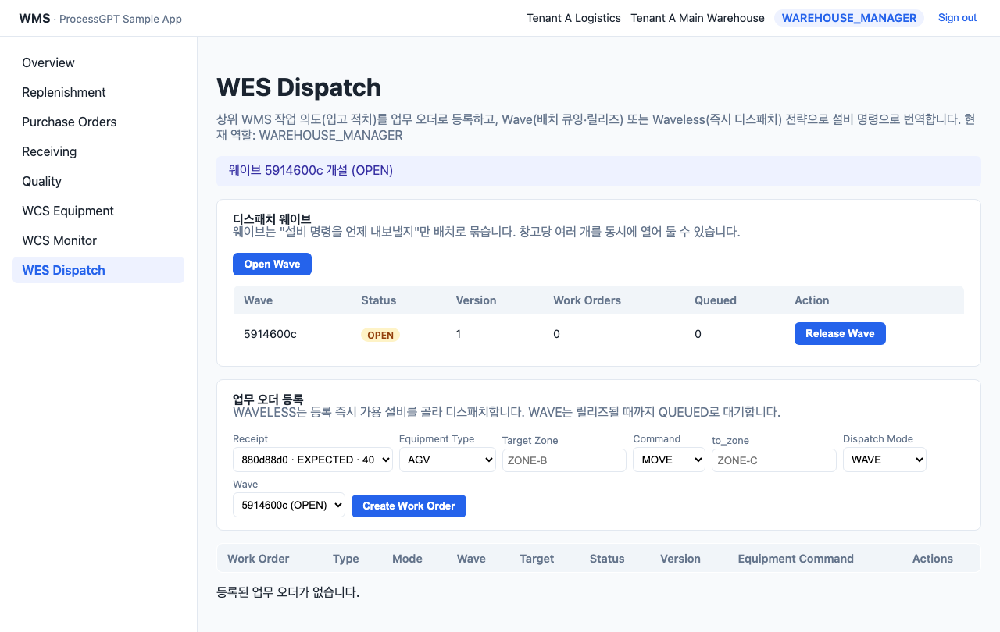 WMS · ProcessGPT Sample App
Tenant A Logistics Tenant A Main Warehouse WAREHOUSE_MANAGER Sign out
Overview
Replenishment
Purchase Orders
Receiving
Quality
WCS Equipment
WCS Monitor
WES Dispatch
WES Dispatch
상위 WMS 작업 의도(입고 적치)를 업무 오더로 등록하고, Wave(배치 큐잉·릴리즈) 또는 Waveless(즉시 디스패치) 전략으로 설비 명령으로 번역합니다. 현
재 역할: WAREHOUSE_MANAGER
웨이브 5914600c 개설 (OPEN)
디스패치 웨이브
웨이브는 "설비 명령을 언제 내보낼지"만 배치로 묶습니다. 창고당 여러 개를 동시에 열어 둘 수 있습니다.
Open Wave
Wave Status Version Work Orders Queued Action
5914600c OPEN 1 0 0 Release Wave
업무 오더 등록
WAVELESS는 등록 즉시 가용 설비를 골라 디스패치합니다. WAVE는 릴리즈될 때까지 QUEUED로 대기합니다.
Receipt Equipment Type Target Zone Command to_zone Dispatch Mode
880d88d0 · EXPECTED · 40 AGV ZONE-B MOVE ZONE-C WAVE
Wave
5914600c (OPEN) Create Work Order
Work Order Type Mode Wave Target Status Version Equipment Command Actions
등록된 업무 오더가 없습니다.